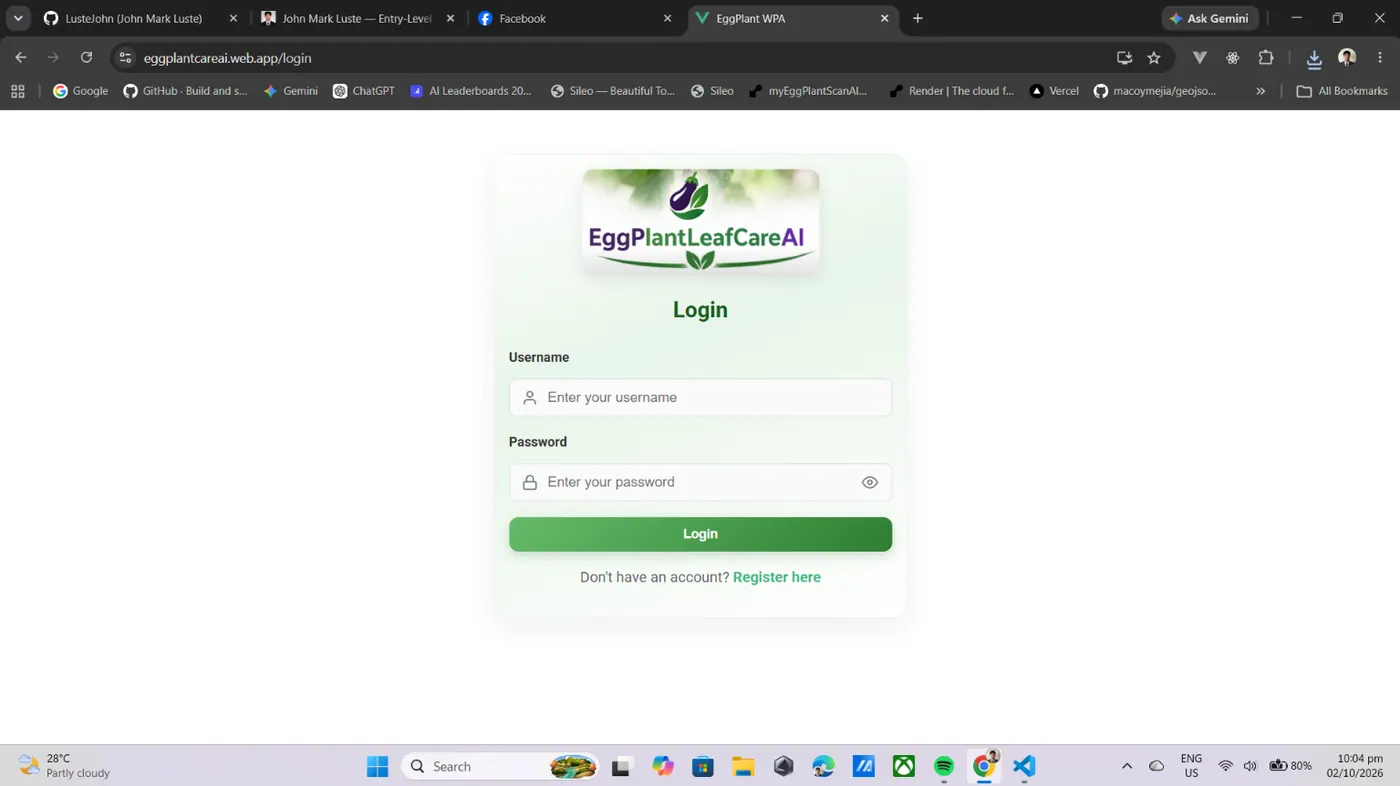 LusteJohn (John Mark Luste)
John Mark Luste — Entry-Level
Facebook
EggPlant WPA
Ask Gemini
eggplantcareai.web.app/login
Google
GitHub · Build and s...
Gemini
ChatGPT
AI Leaderboards 20...
Sileo — Beautiful To...
Sileo
myEggPlantScanAI...
Render | The cloud f...
Vercel
macoymejia/geojso...
All Bookmarks
EggPlantLeafCareAI
Login
Username
Enter your username
Password
Enter your password
Login
Don't have an account? Register here
28°C
Partly cloudy
Search
ENG
US
80%
10:04 pm
02/10/2026